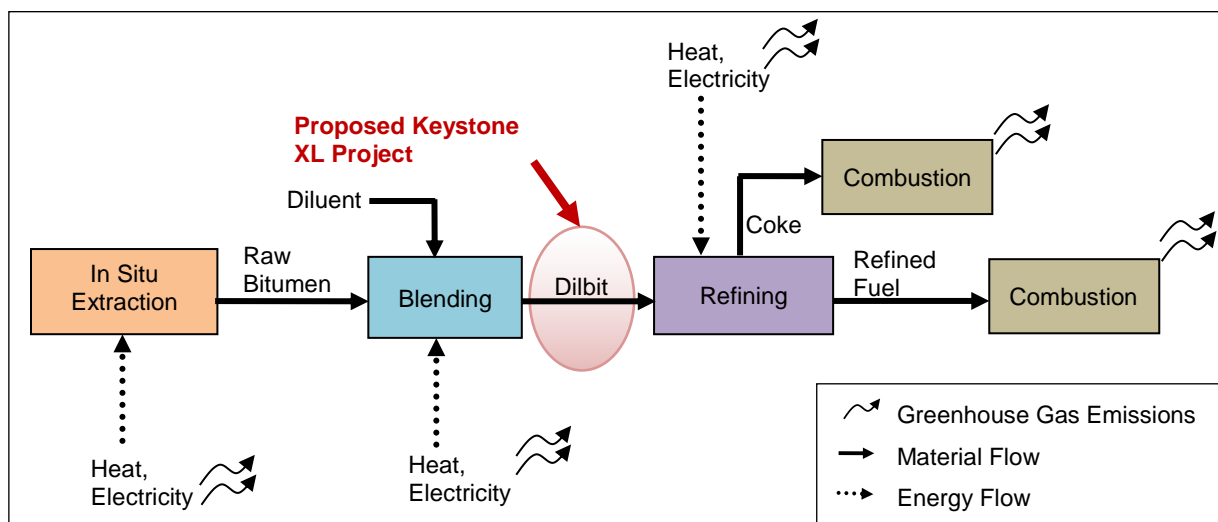 Heat,
Electricity
Proposed Keystone
XL Project
Diluent
Combustion
Coke
In Situ
Extraction
Raw
Bitumen
Blending
Dilbit
Refining
Refined
Fuel
Combustion
Heat,
Electricity
Heat,
Electricity
Greenhouse Gas Emissions
Material Flow
Energy Flow